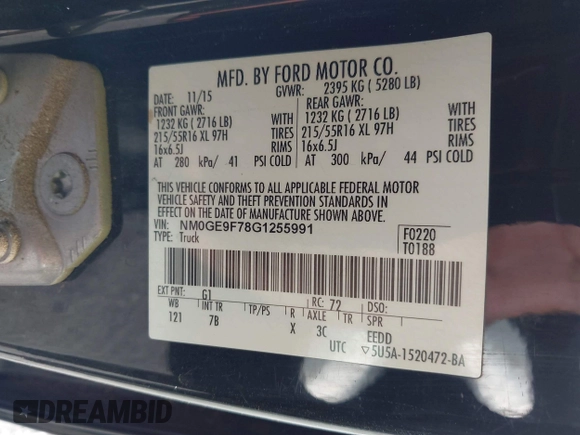 MFD. BY FORD MOTOR CO.
DATE: 11/15 GVWR: 2395 KG ( 5280 LB)
FRONT GAWR: REAR GAWR:
1232 KG ( 2716 LB) WITH 1232 KG ( 2716 LB) WITH
215/55R16 XL 97H TIRES 215/55R16 XL 97H TIRES
16x6.5J RIMS 16x6.5J RIMS
AT 280 kPa/ 41 PSI COLD AT 300 kPa/ 44 PSI COLD
THIS VEHICLE CONFORMS TO ALL APPLICABLE FEDERAL MOTOR
VEHICLE SAFETY AND THEFT PREVENTION STANDARDS IN
EFFECT ON THE DATE OF MANUFACTURE SHOWN ABOVE.
VIN: NM0GE9F78G1255991 F0220
TYPE: Truck T0188
EXT PNT: G1 RC: 72 DSO:
WB INT TR TP/PS R AXLE TR SPR
121 7B X 3C EEDD
UTC ▽5U5A-1520472-BA
DREAMBID